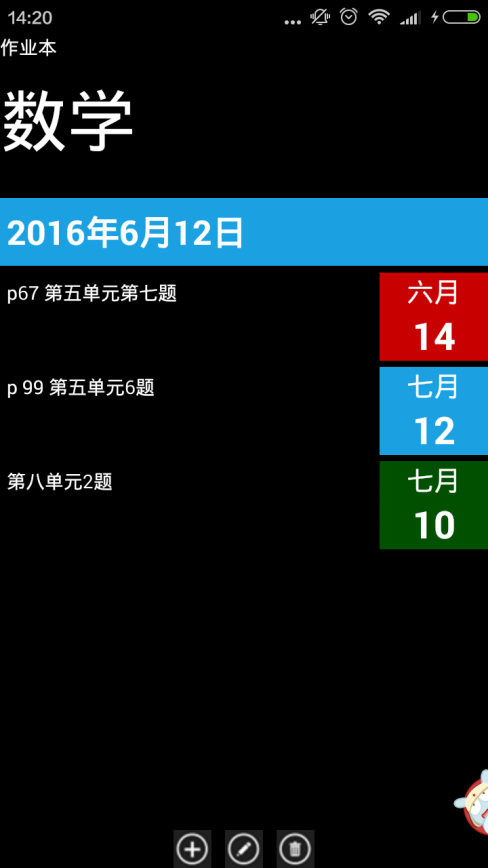 14:20
作业本
数学
2016年6月12日
p67 第五单元第七题
六月
14
p 99 第五单元6题
七月
12
第八单元2题
七月
10